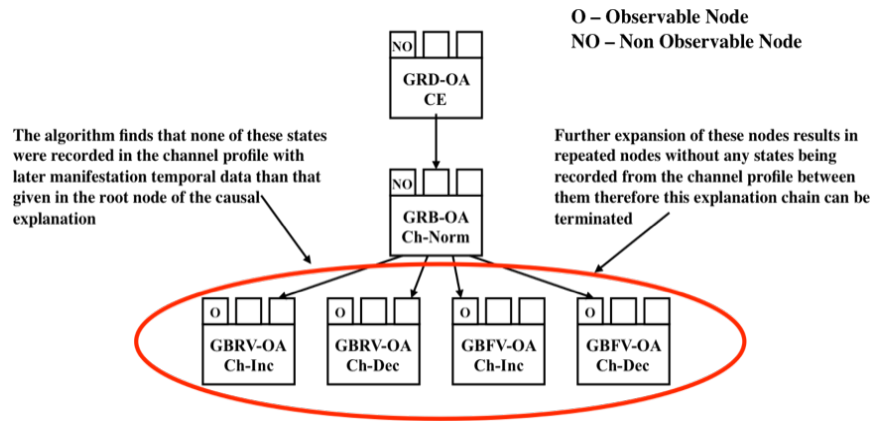 O – Observable Node
NO – Non Observable Node
NO
GRD-OA
CE
The algorithm finds that none of these states
were recorded in the channel profile with
later manifestation temporal data than that
given in the root node of the causal
explanation
Further expansion of these nodes results in
repeated nodes without any states being
recorded from the channel profile between
them therefore this explanation chain can be
terminated
NO
GRB-OA
Ch-Norm
O
GBRV-OA
Ch-Inc
O
GBRV-OA
Ch-Dec
O
GBFV-OA
Ch-Inc
O
GBFV-OA
Ch-Dec